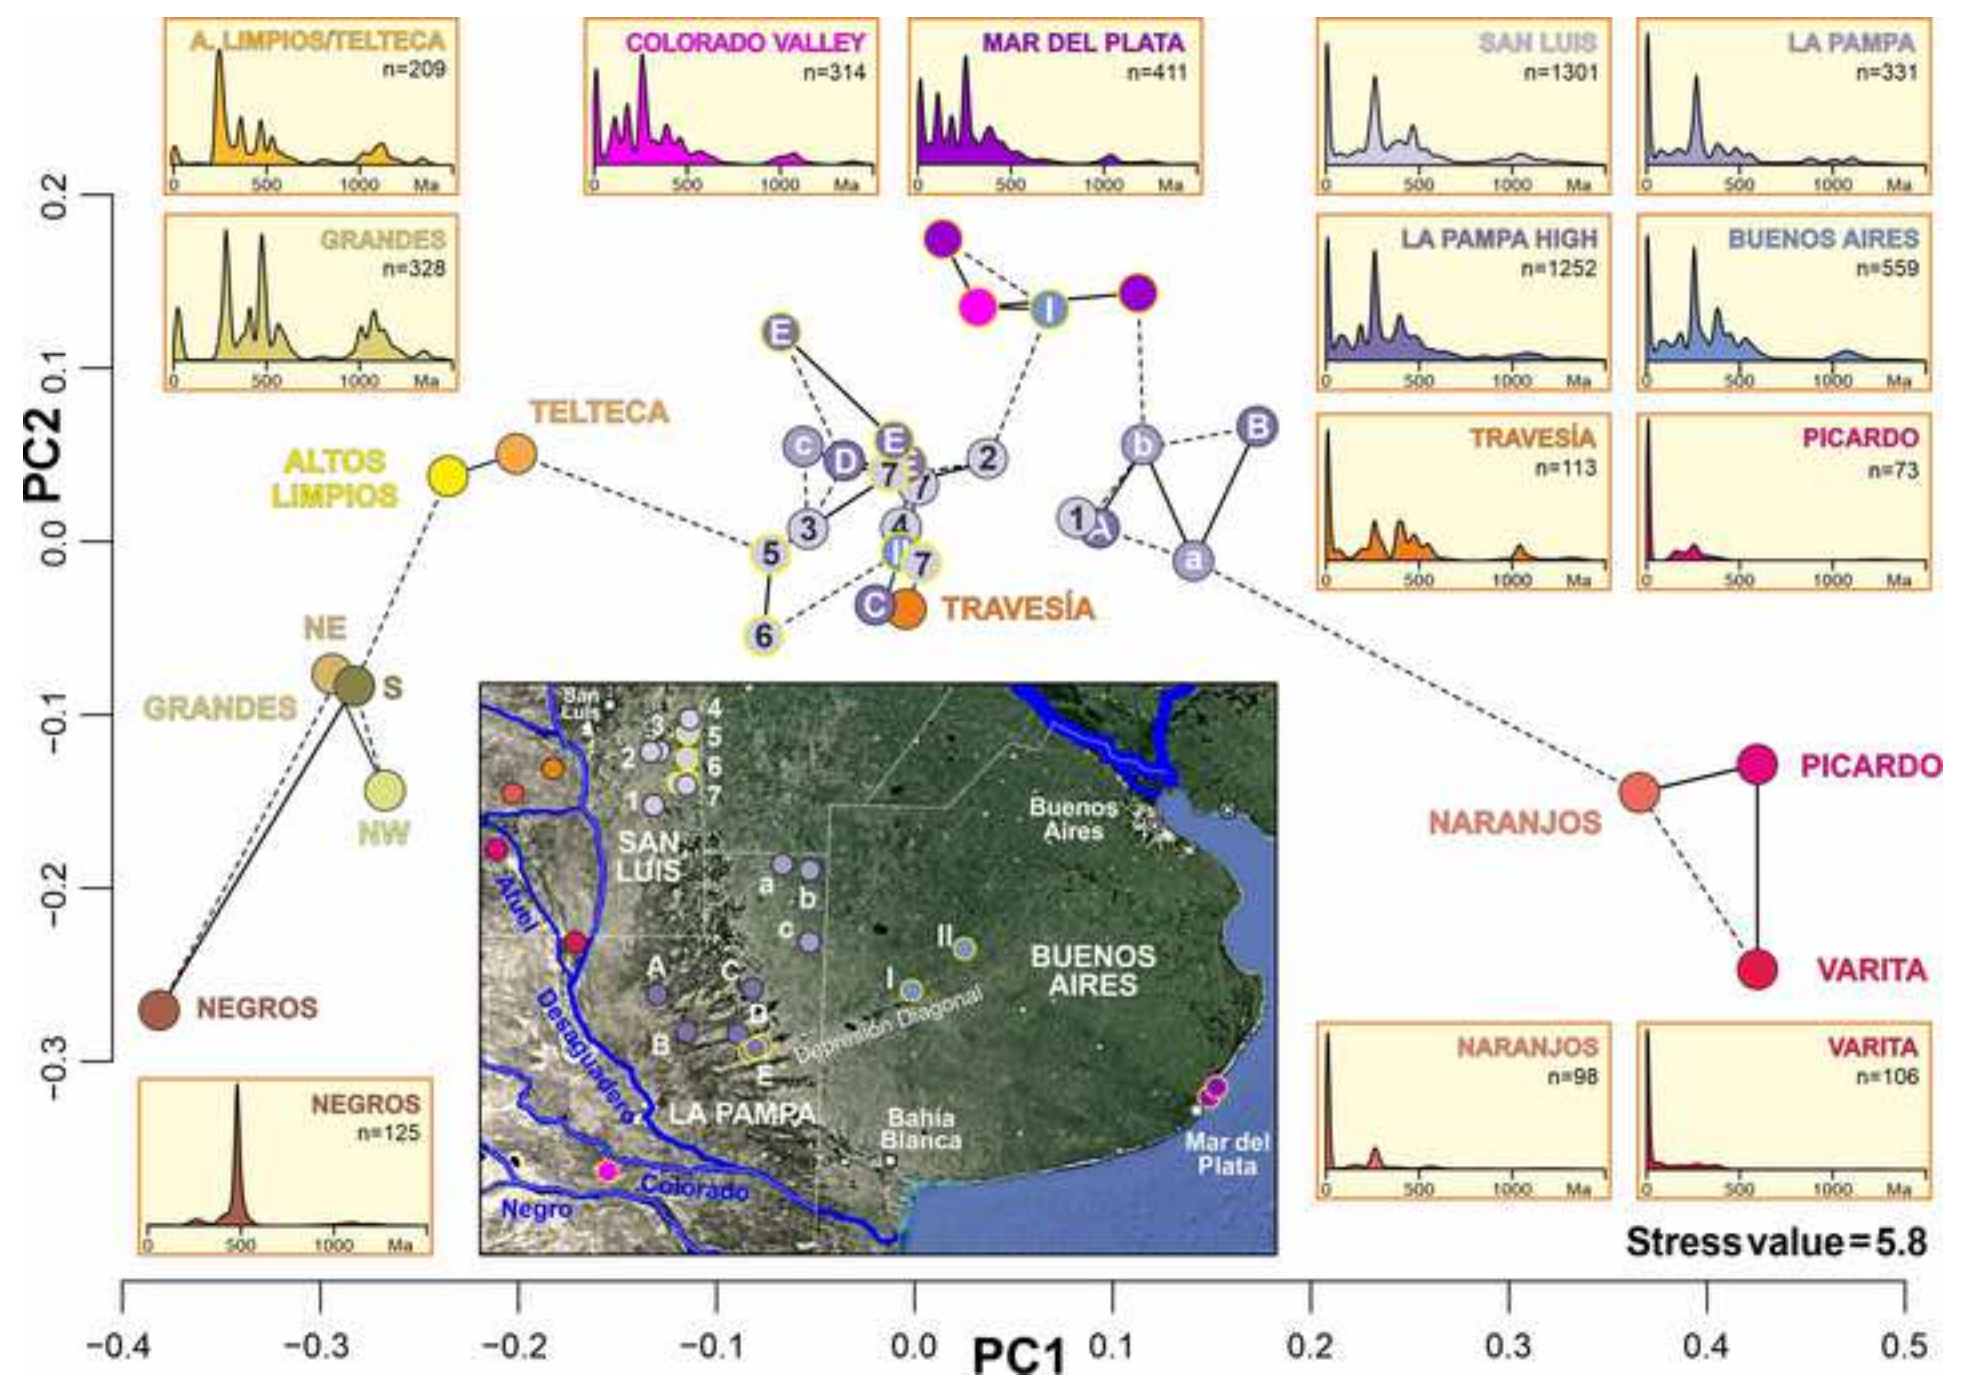 A. LIMPIOS/TELTECA
n=209
0 500 1000 Ma
COLORADO VALLEY
n=314
0 500 1000 Ma
MAR DEL PLATA
n=411
0 500 1000 Ma
SAN LUIS
n=1301
0 500 1000 Ma
LA PAMPA
n=331
0 500 1000 Ma
GRANDES
n=328
0 500 1000 Ma
LA PAMPA HIGH
n=1252
0 500 1000 Ma
BUENOS AIRES
n=559
0 500 1000 Ma
TRAVESÍA
n=113
0 500 1000 Ma
PICARDO
n=73
0 500 1000 Ma
PC2
0.2
0.1
0.0
−0.1
−0.2
−0.3
I
E
TELTECA
ALTOS
LIMPIOS
c
D
E
7
E
7
2
b
B
3
4
1
A
a
5
II
7
6
C
TRAVESÍA
NE
S
GRANDES
NW
NEGROS
PICARDO
NARANJOS
VARITA
San
Luis
3
4
2
5
6
1
7
SAN
LUIS
Atuel
Desaguadero
a
b
c
A
C
D
B
E
LA PAMPA
Buenos
Aires
II
I
BUENOS
AIRES
Depresión Diagonal
Bahía
Blanca
Mar del
Plata
Colorado
Negro
NEGROS
n=125
0 500 1000 Ma
NARANJOS
n=98
0 500 1000 Ma
VARITA
n=106
0 500 1000 Ma
Stress value=5.8
−0.4 −0.3 −0.2 −0.1 0.0 0.1 0.2 0.3 0.4 0.5
PC1